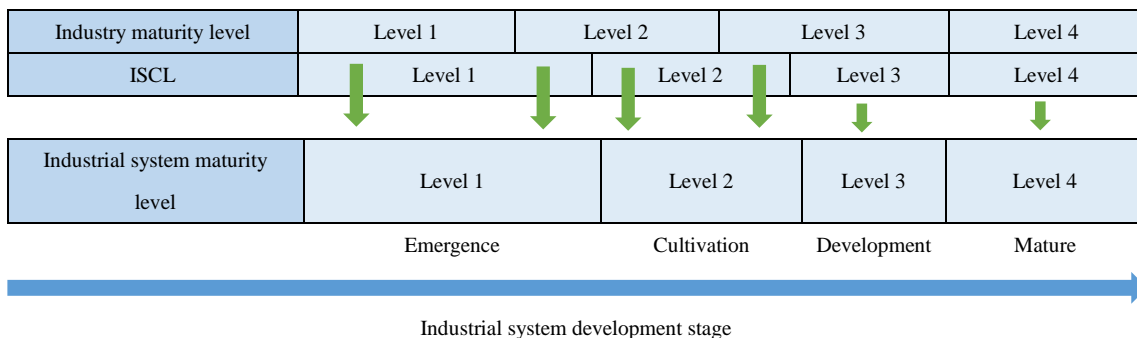 Industry maturity level Level 1 Level 2 Level 3 Level 4
ISCL Level 1 Level 2 Level 3 Level 4
Industrial system maturity
level
Level 1 Level 2 Level 3 Level 4
Emergence Cultivation Development Mature
Industrial system development stage